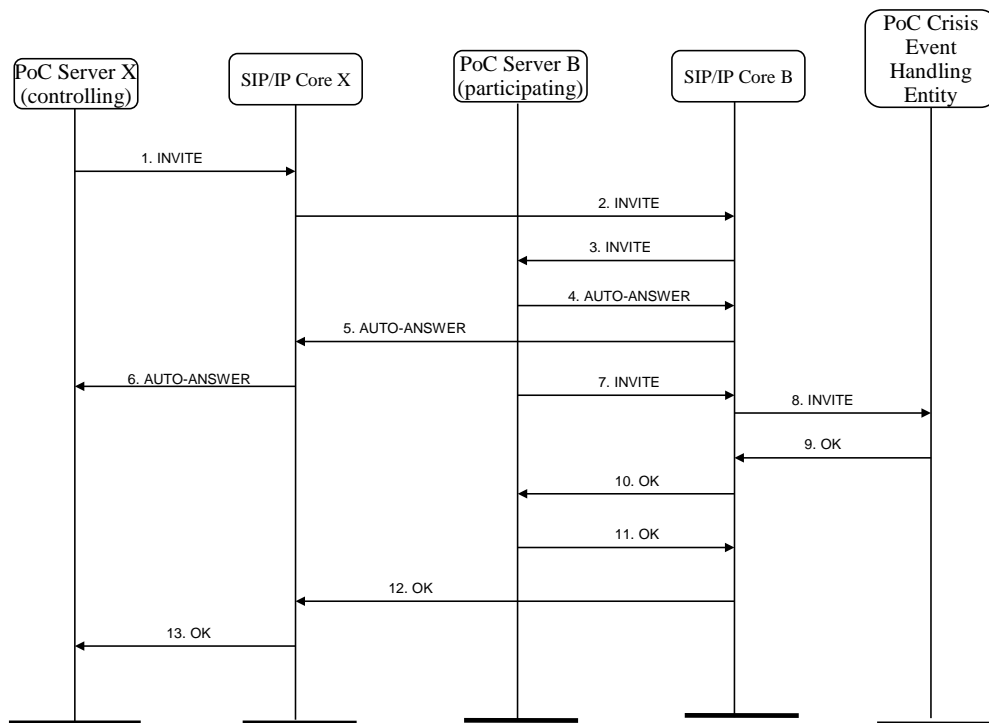 PoC Crisis
Event
Handling
Entity
PoC Server X
(controlling)
SIP/IP Core X
PoC Server B
(participating)
SIP/IP Core B
1. INVITE
2. INVITE
3. INVITE
4. AUTO-ANSWER
5. AUTO-ANSWER
6. AUTO-ANSWER
7. INVITE
8. INVITE
9. OK
10. OK
11. OK
12. OK
13. OK